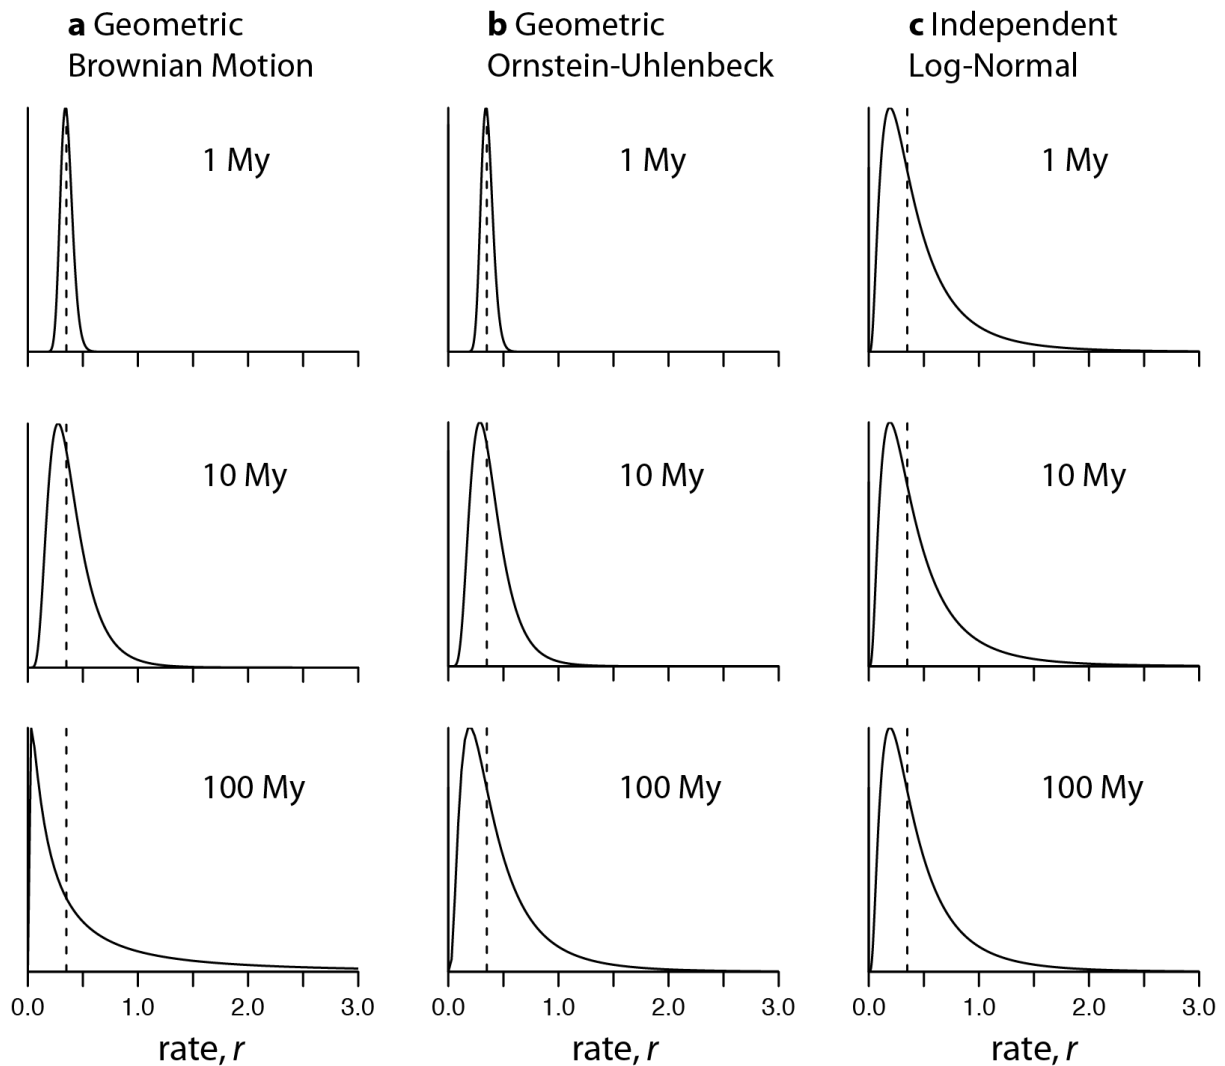 a Geometric
Brownian Motion
b Geometric
Ornstein-Uhlenbeck
c Independent
Log-Normal
1 My
1 My
1 My
10 My
10 My
10 My
100 My
100 My
100 My
0.0 1.0 2.0 3.0
0.0 1.0 2.0 3.0
0.0 1.0 2.0 3.0
rate, r
rate, r
rate, r